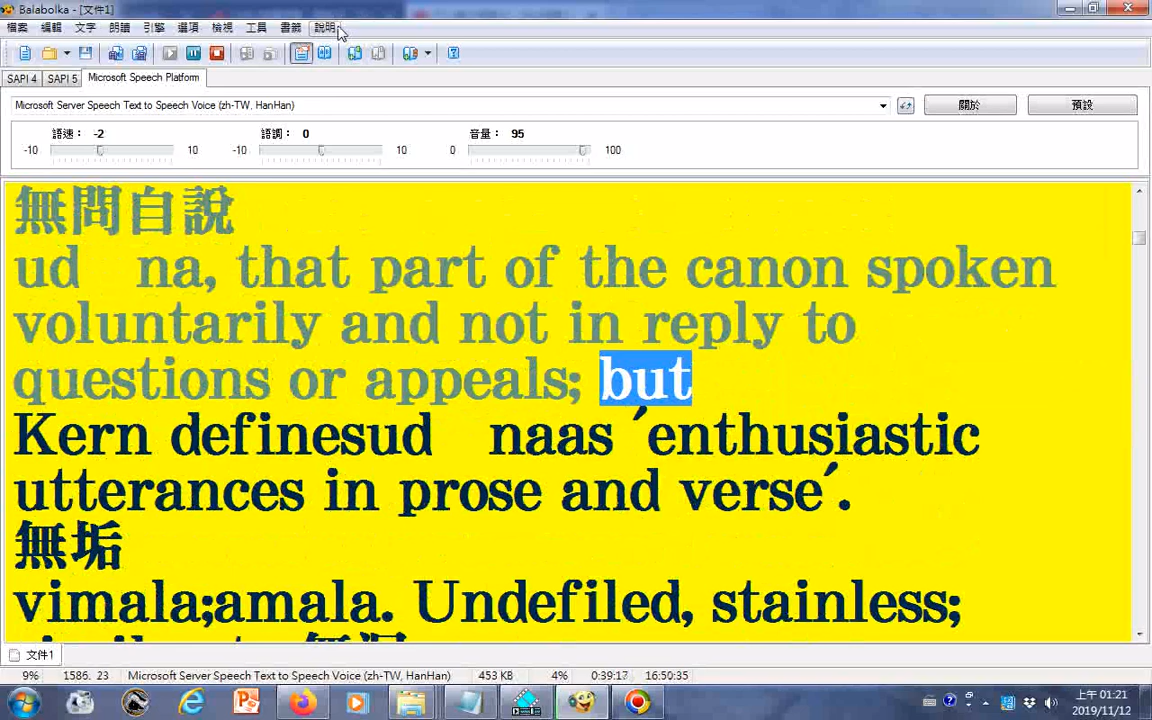 Balabolka - [文件1]
檔案 編輯 文字 朗讀 引擎 選項 檢視 工具 書籤 說明
SAPI 4 SAPI 5 Microsoft Speech Platform
Microsoft Server Speech Text to Speech Voice (zh-TW, HanHan) 關於 預設
語速： -2 語調： 0 音量： 95
-10 10 -10 10 0 100
無問自說
ud na, that part of the canon spoken
voluntarily and not in reply to
questions or appeals; but
Kern definesud naas ´enthusiastic
utterances in prose and verse´.
無垢
vimala;amala. Undefiled, stainless;
文件1
9% 1586. 23 Microsoft Server Speech Text to Speech Voice (zh-TW, HanHan) 453 KB 4% 0:39:17 16:50:35
上午 01:21
2019/11/12